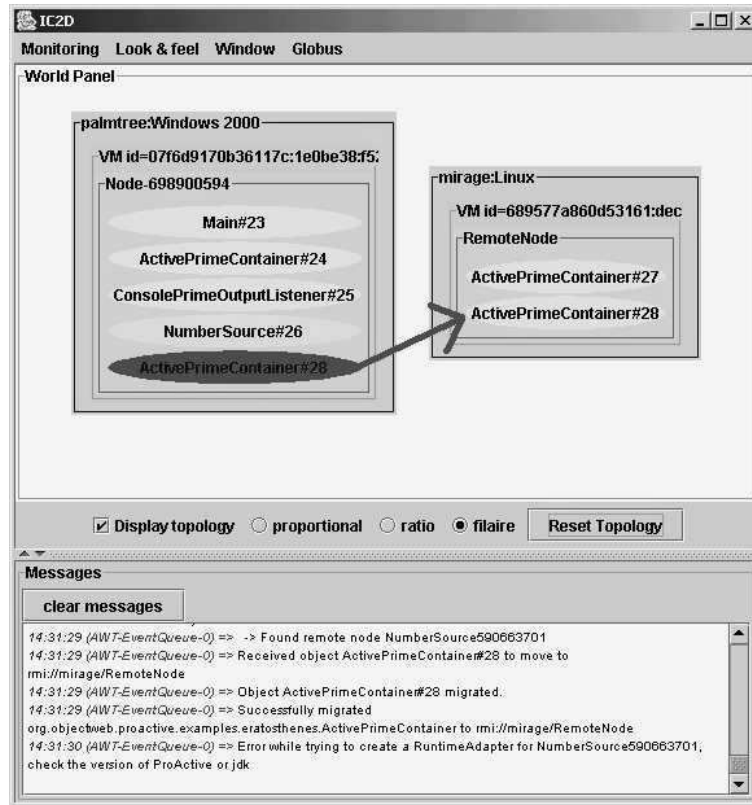 IC2D
Monitoring Look & feel Window Globus
World Panel
palmtree:Windows 2000
VM id=07f6d9170b36117c:1e0be38:f52
Node-698900594
Main#23
ActivePrimeContainer#24
ConsolePrimeOutputListener#25
NumberSource#26
ActivePrimeContainer#28
mirage:Linux
VM id=689577a860d53161:dec
RemoteNode
ActivePrimeContainer#27
ActivePrimeContainer#28
Display topology proportional ratio filaire Reset Topology
Messages
clear messages
14:31:29 (AWT-EventQueue-0) => -> Found remote node NumberSource590663701
14:31:29 (AWT-EventQueue-0) => Received object ActivePrimeContainer#28 to move to
rmi://mirage/RemoteNode
14:31:29 (AWT-EventQueue-0) => Object ActivePrimeContainer#28 migrated.
14:31:29 (AWT-EventQueue-0) => Successfully migrated
org.objectweb.proactive.examples.eratosthenes.ActivePrimeContainer to rmi://mirage/RemoteNode
14:31:30 (AWT-EventQueue-0) => Error while trying to create a RuntimeAdapter for NumberSource590663701,
check the version of ProActive or jdk